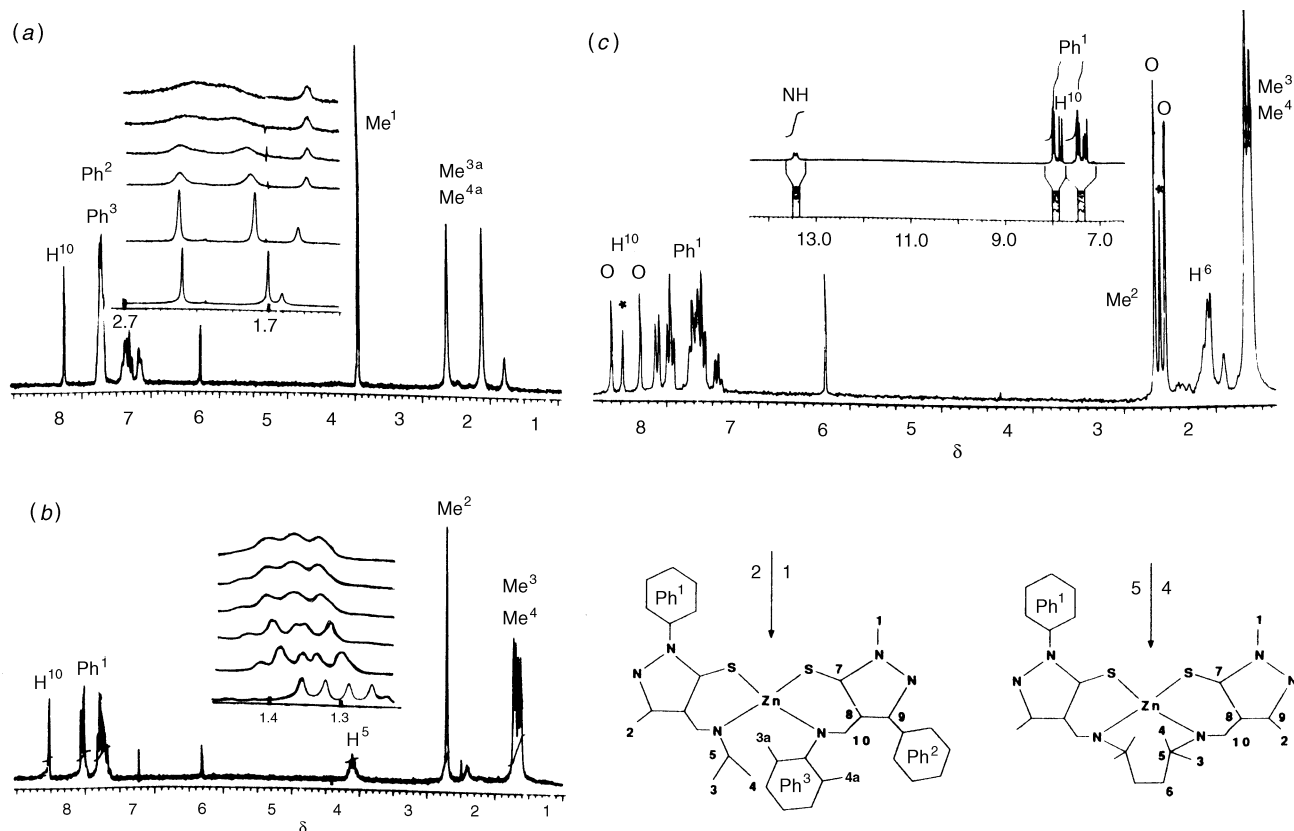 (a)
Me¹
Ph²
Me³ᵃ
Me⁴ᵃ
Ph³
H¹⁰
2.7 1.7
8 7 6 5 4 3 2 1
(b)
Me²
Me³
Me⁴
H¹⁰
Ph¹
1.4 1.3
H⁵
8 7 6 5 4 3 2 1
δ
(c)
Ph¹
NH
H¹⁰
O
O
Me³
Me⁴
*
13.0 11.0 9.0 7.0
H¹⁰
Ph¹
O * O
Me²
H⁶
8 7 6 5 4 3 2
δ
2 1
Ph¹
1
N N
N S S 7 N
Zn
8 9
2 N 3a N 10
5 Ph²
3 4 Ph³ 4a
5 4
Ph¹
1
N N
N S S 7 N
Zn
8 9
N 4 N 10 2
5 3
6